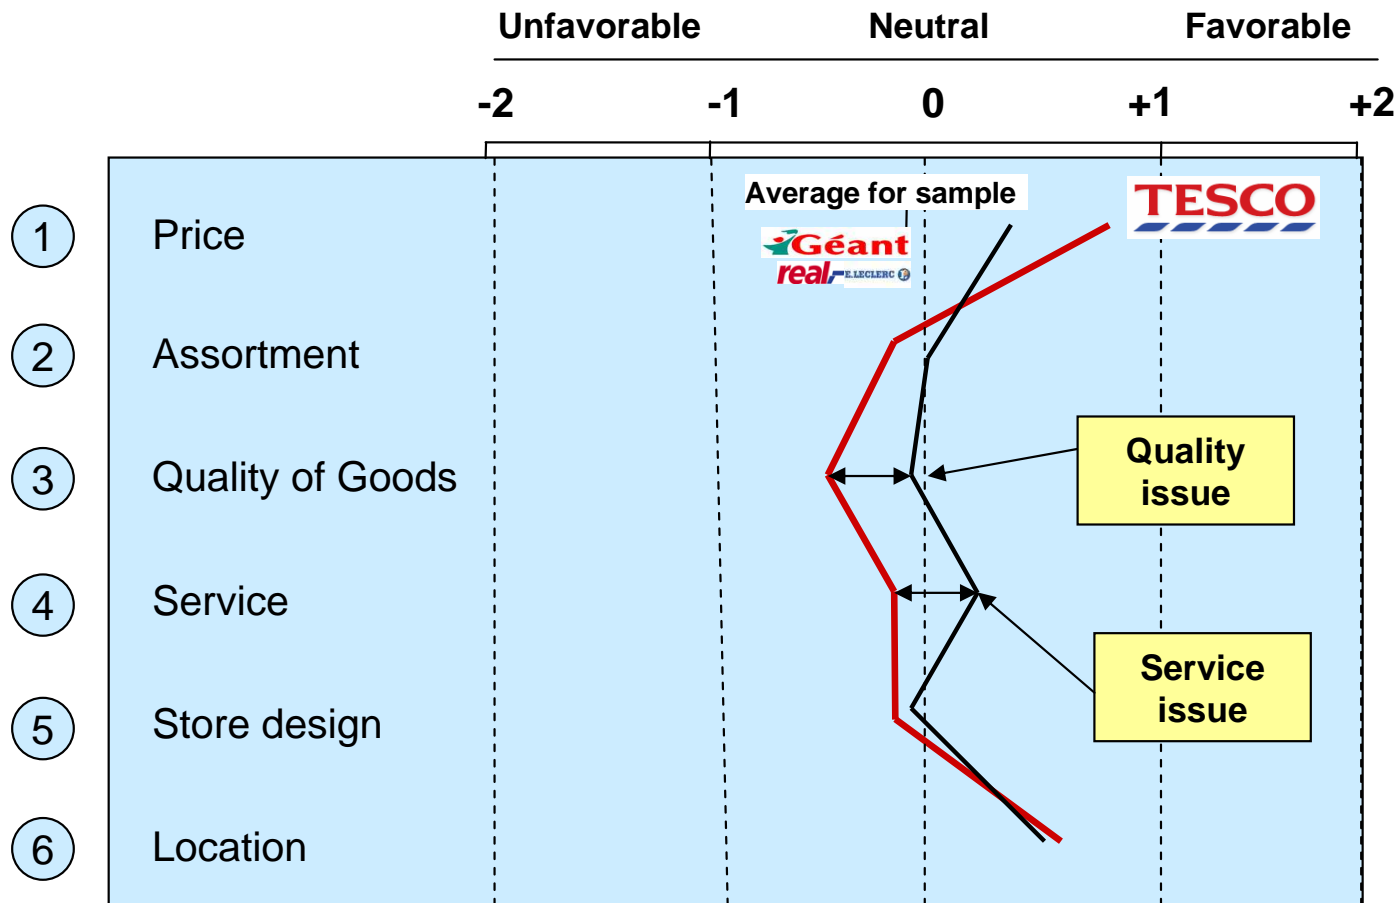 Unfavorable Neutral Favorable
-2 -1 0 +1 +2
Average for sample
TESCO
Géant
real,- E.LECLERC
1 Price
2 Assortment
3 Quality of Goods
Quality
issue
4 Service
Service
issue
5 Store design
6 Location